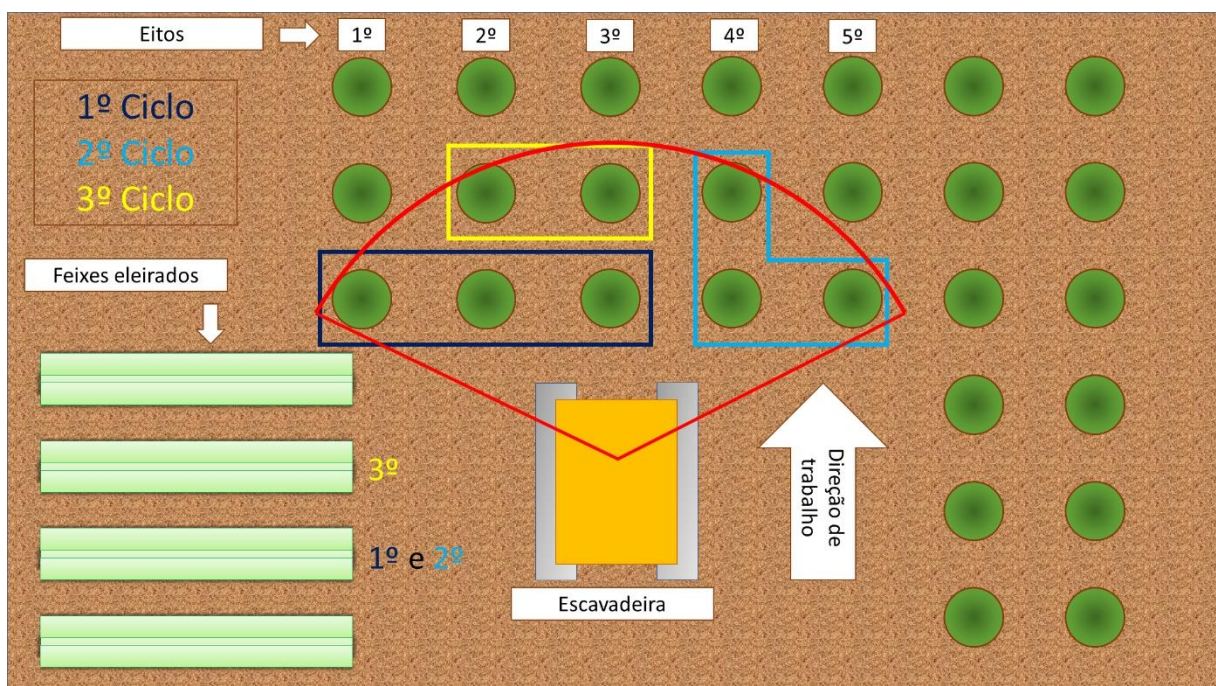 Eitos
1º
2º
3º
4º
5º
1º Ciclo
2º Ciclo
3º Ciclo
Feixes eleirados
3º
1º e 2º
Direção de
trabalho
Escavadeira